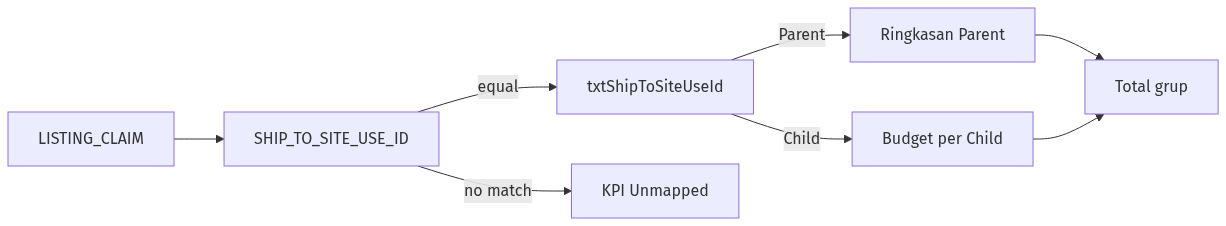 LISTING_CLAIM
SHIP_TO_SITE_USE_ID
equal
no match
txtShipToSiteUseId
KPI Unmapped
Parent
Child
Ringkasan Parent
Budget per Child
Total grup